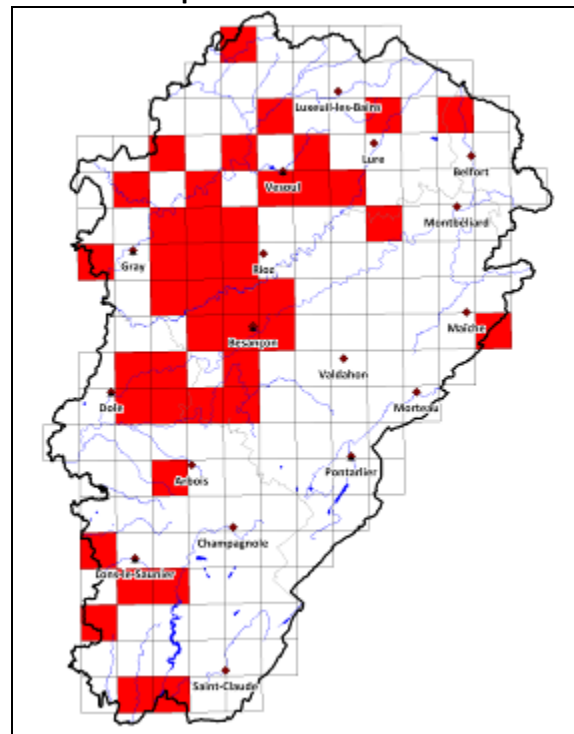 Luxeuil-les-Bains
Lure
Belfort
Vesoul
Montbéliard
Gray
Rioz
Besançon
Maîche
Valdahon
Dole
Morteau
Arbois
Pontarlier
Champagnole
Lons-le-Saunier
Saint-Claude